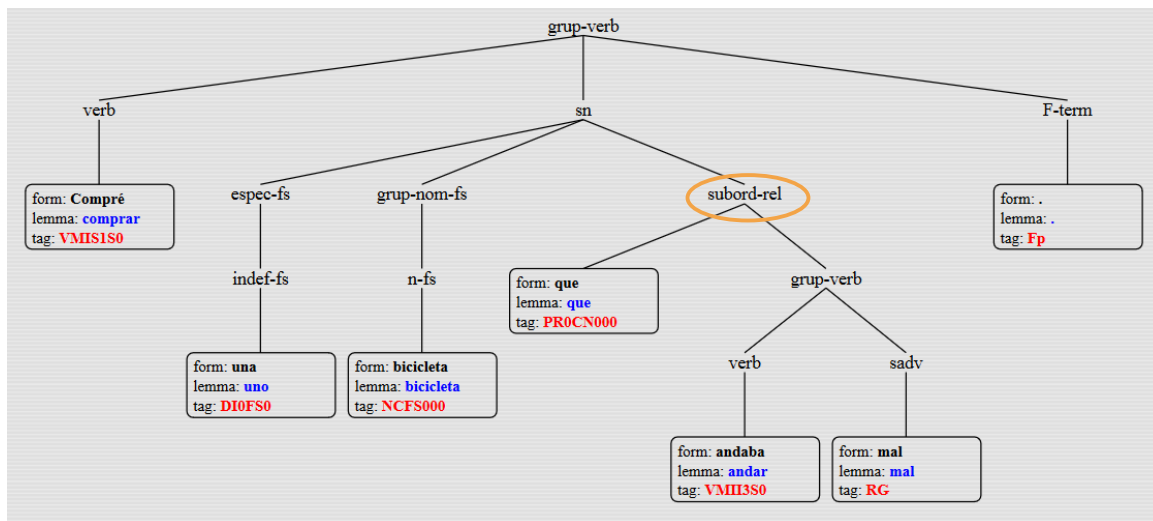 grup-verb
verb
sn
F-term
form: Compré
lemma: comprar
tag: VMIS1S0
espec-fs
grup-nom-fs
subord-rel
form: .
lemma: .
tag: Fp
indef-fs
n-fs
form: que
lemma: que
tag: PR0CN000
grup-verb
form: una
lemma: uno
tag: DI0FS0
form: bicicleta
lemma: bicicleta
tag: NCFS000
verb
sadv
form: andaba
lemma: andar
tag: VMII3S0
form: mal
lemma: mal
tag: RG